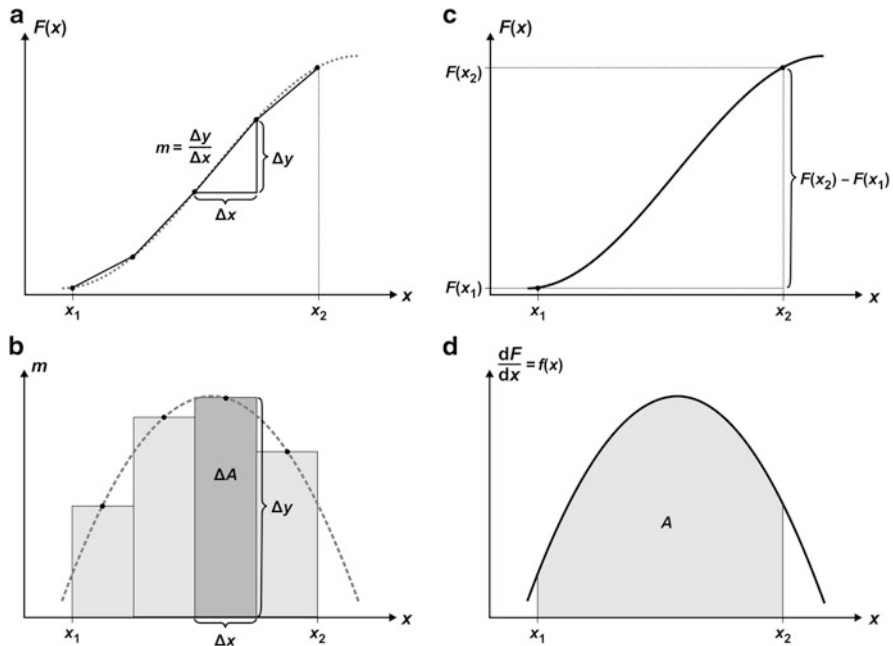 a
F(x)
m = Δy/Δx
Δy
Δx
x₁
x₂
x
c
F(x)
F(x₂)
F(x₂) – F(x₁)
F(x₁)
x₁
x₂
x
b
m
ΔA
Δy
x₁
Δx
x₂
x
d
dF/dx = f(x)
A
x₁
x₂
x